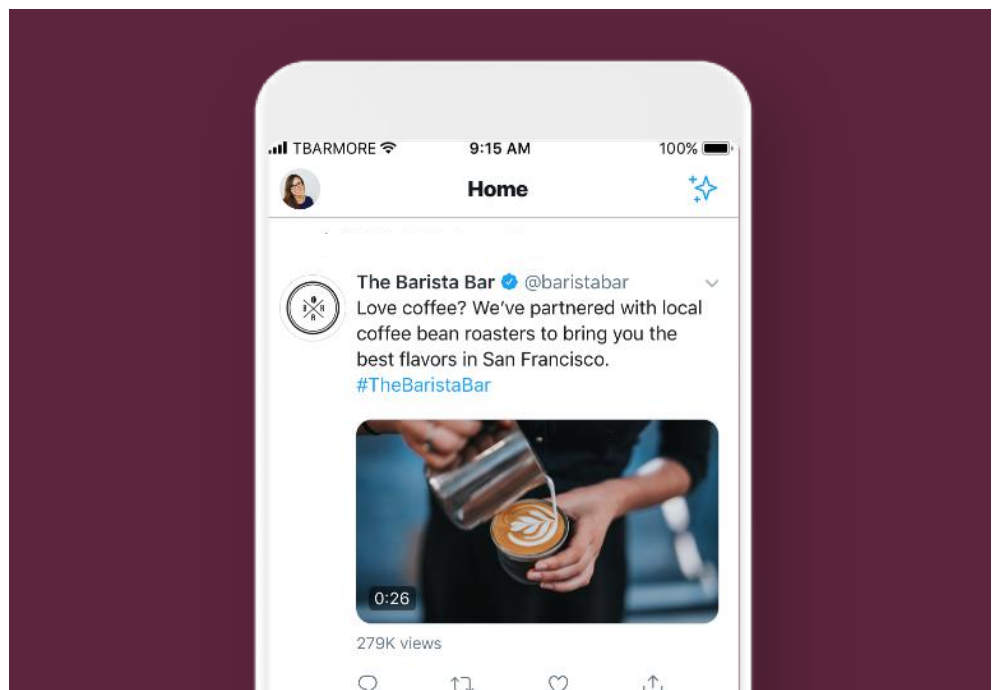 TBARMORE 9:15 AM 100%
Home
The Barista Bar @baristabar
Love coffee? We've partnered with local
coffee bean roasters to bring you the
best flavors in San Francisco.
#TheBaristaBar
B A R R
0:26
279K views